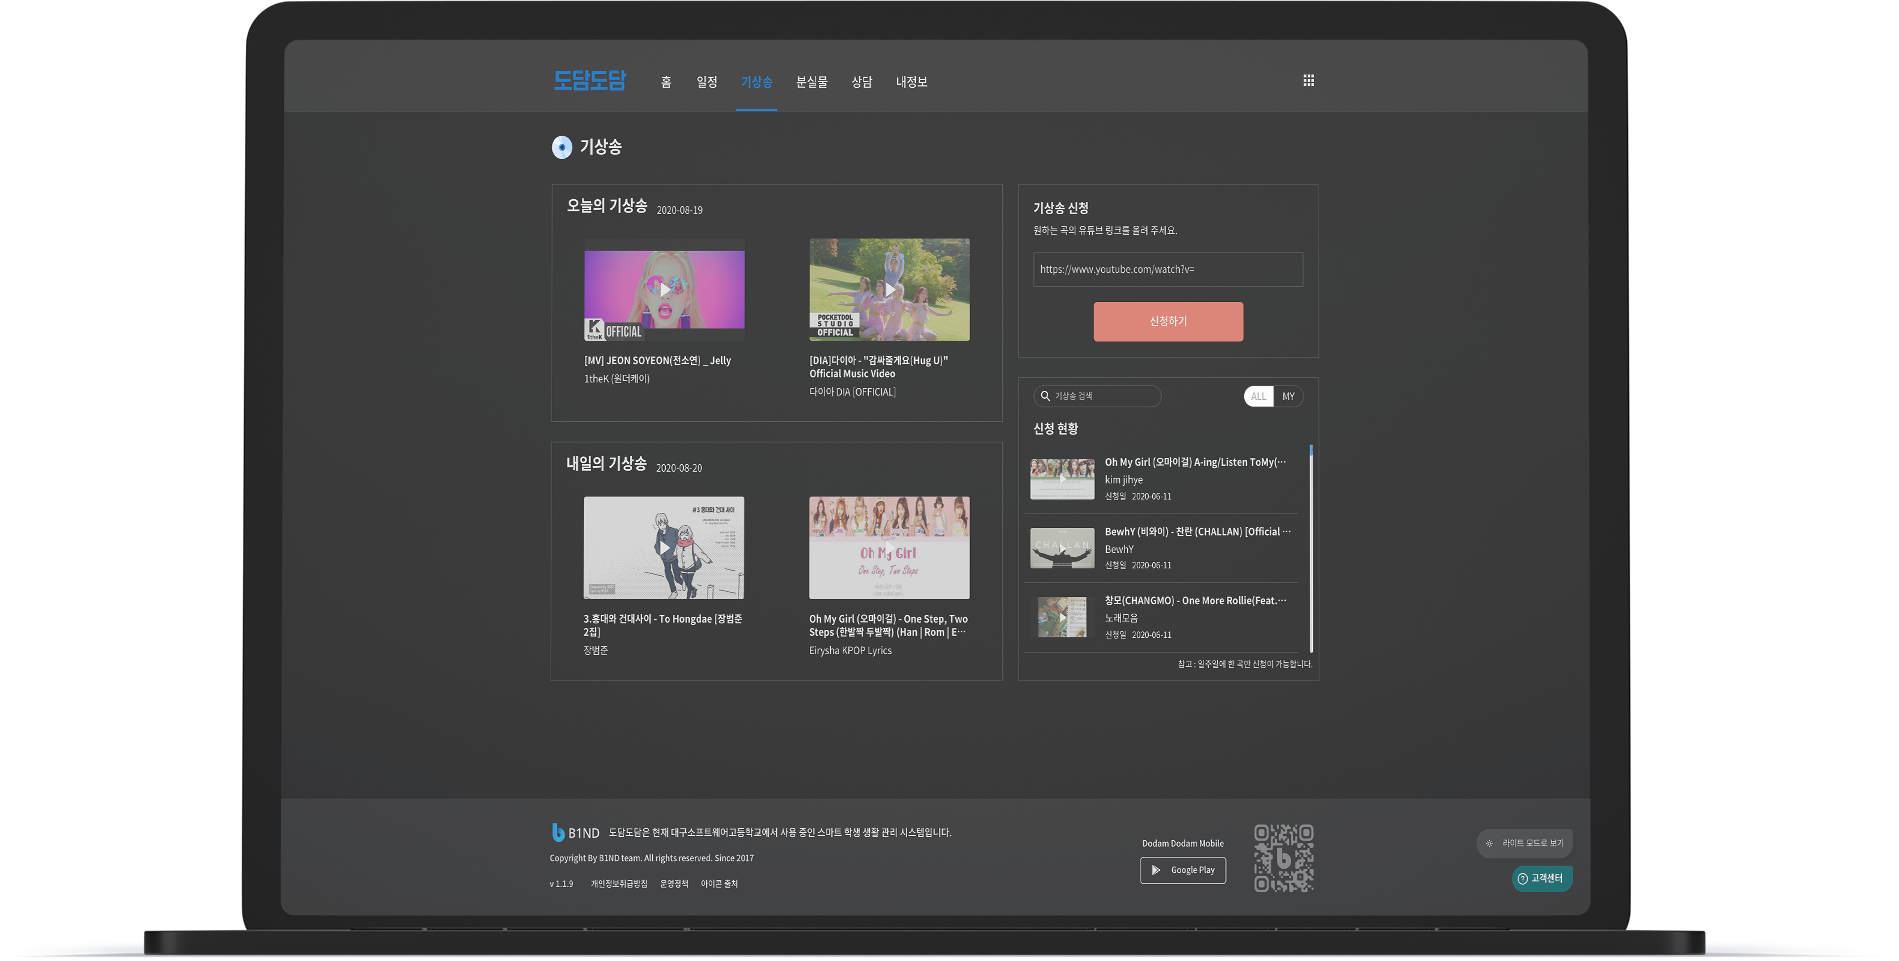 도담도담
홈 일정 기상송 분실물 상담 내정보
기상송
오늘의 기상송 2020-08-19
1theK OFFICIAL
POCKETDOL
STUDIO
OFFICIAL
[MV] JEON SOYEON(전소연) _ Jelly
1theK (원더케이)
[DIA]다이아 - "감싸줄게요(Hug U)"
Official Music Video
다이아 DIA [OFFICIAL]
내일의 기상송 2020-08-20
#3 홍대와 건대 사이
Oh My Girl
One Step, Two Steps
3.홍대와 건대사이 - To Hongdae [장범준
2집]
장범준
Oh My Girl (오마이걸) - One Step, Two
Steps (한발짝 두발짝) (Han | Rom | E…
Eirysha KPOP Lyrics
기상송 신청
원하는 곡의 유튜브 링크를 올려 주세요.
https://www.youtube.com/watch?v=
신청하기
기상송 검색
ALL MY
신청 현황
Oh My Girl (오마이걸) A-ing/Listen ToMy(…
kim jihye
신청일 2020-06-11
CHALLAN
BewhY (비와이) - 찬란 (CHALLAN) [Official …
BewhY
신청일 2020-06-11
창모(CHANGMO) - One More Rollie(Feat.…
노래모음
신청일 2020-06-11
참고 : 일주일에 한 곡만 신청이 가능합니다.
B1ND 도담도담은 현재 대구소프트웨어고등학교에서 사용 중인 스마트 학생 생활 관리 시스템입니다.
Copyright By B1ND team. All rights reserved. Since 2017
v 1.1.9 개인정보취급방침 운영정책 아이콘 출처
Dodam Dodam Mobile
Google Play
라이트 모드로 보기
고객센터